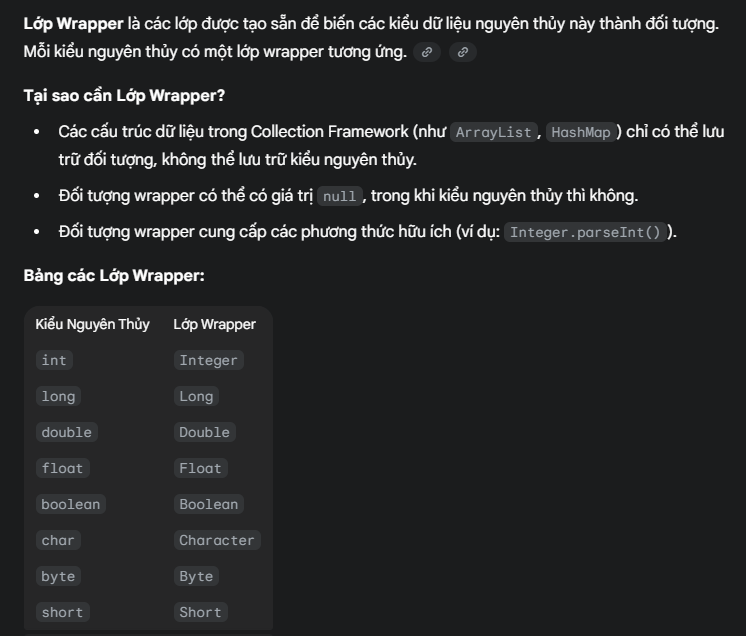 Lớp Wrapper là các lớp được tạo sẵn để biến các kiểu dữ liệu nguyên thủy này thành đối tượng.
Mỗi kiểu nguyên thủy có một lớp wrapper tương ứng.
Tại sao cần Lớp Wrapper?
• Các cấu trúc dữ liệu trong Collection Framework (như ArrayList, HashMap) chỉ có thể lưu
trữ đối tượng, không thể lưu trữ kiểu nguyên thủy.
• Đối tượng wrapper có thể có giá trị null, trong khi kiểu nguyên thủy thì không.
• Đối tượng wrapper cung cấp các phương thức hữu ích (ví dụ: Integer.parseInt()).
Bảng các Lớp Wrapper:
Kiểu Nguyên Thủy Lớp Wrapper
int Integer
long Long
double Double
float Float
boolean Boolean
char Character
byte Byte
short Short